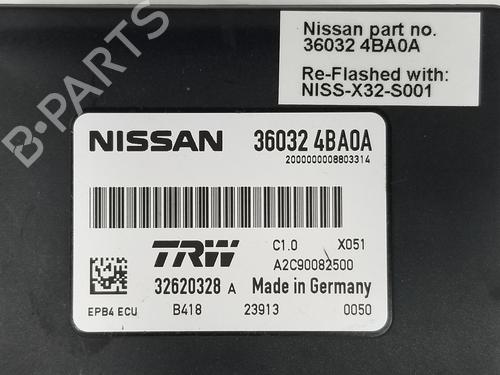 Nissan part no.
36032 4BA0A
Re-Flashed with:
NISS-X32-S001
B-PARTS
NISSAN 36032 4BA0A
2000000008803314
TRW C1.0 X051
A2C90082500
32620328 A Made in Germany
EPB4 ECU B418 23913 0050